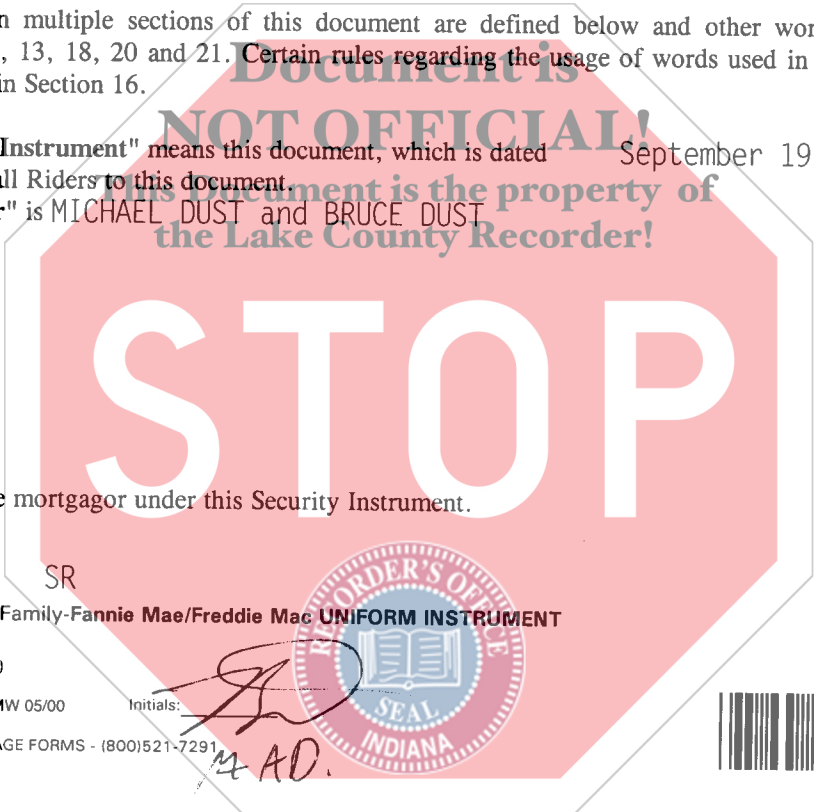 n multiple sections of this document are defined below and other wor
, 13, 18, 20 and 21. Certain rules regarding the usage of words used in
in Section 16.
Document is
NOT OFFICIAL!
This Document is the property of
the Lake County Recorder!
Instrument" means this document, which is dated September 19
ll Riders to this document.
r" is MICHAEL DUST and BRUCE DUST
STOP
e mortgagor under this Security Instrument.
SR
Family-Fannie Mae/Freddie Mac UNIFORM INSTRUMENT
MW 05/00 Initials:
AGE FORMS - (800)521-7291
RECORDER'S OFFICE
SEAL
INDIANA